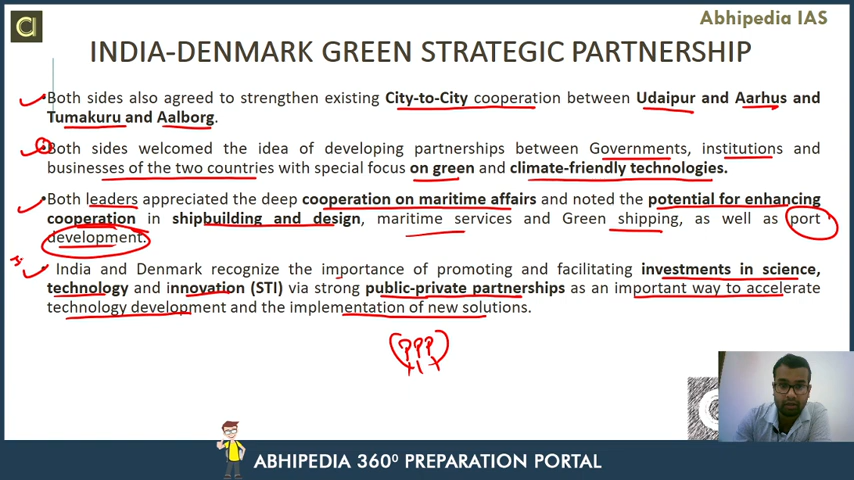 Abhipedia IAS
INDIA-DENMARK GREEN STRATEGIC PARTNERSHIP
•Both sides also agreed to strengthen existing City-to-City cooperation between Udaipur and Aarhus and
Tumakuru and Aalborg.
•Both sides welcomed the idea of developing partnerships between Governments, institutions and
businesses of the two countries with special focus on green and climate-friendly technologies.
•Both leaders appreciated the deep cooperation on maritime affairs and noted the potential for enhancing
cooperation in shipbuilding and design, maritime services and Green shipping, as well as port
development.
• India and Denmark recognize the importance of promoting and facilitating investments in science,
technology and innovation (STI) via strong public-private partnerships as an important way to accelerate
technology development and the implementation of new solutions.
(PPP)
ABHIPEDIA 360⁰ PREPARATION PORTAL